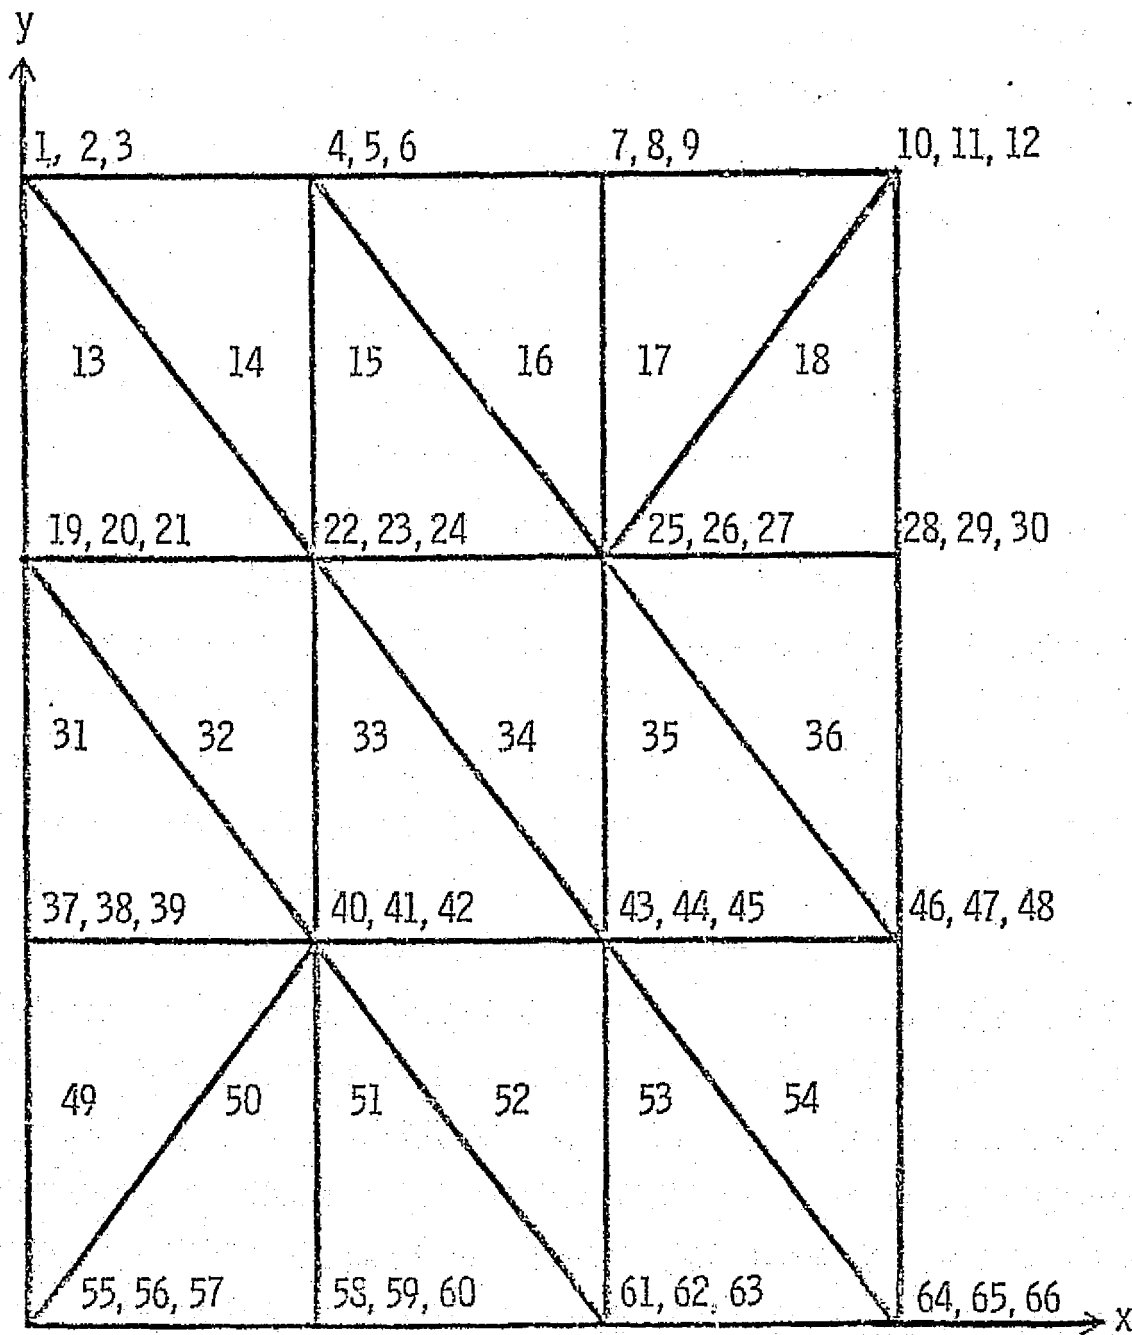 y
1, 2, 3 4, 5, 6 7, 8, 9 10, 11, 12
13 14 15 16 17 18
19, 20, 21 22, 23, 24 25, 26, 27 28, 29, 30
31 32 33 34 35 36
37, 38, 39 40, 41, 42 43, 44, 45 46, 47, 48
49 50 51 52 53 54
55, 56, 57 58, 59, 60 61, 62, 63 64, 65, 66
x